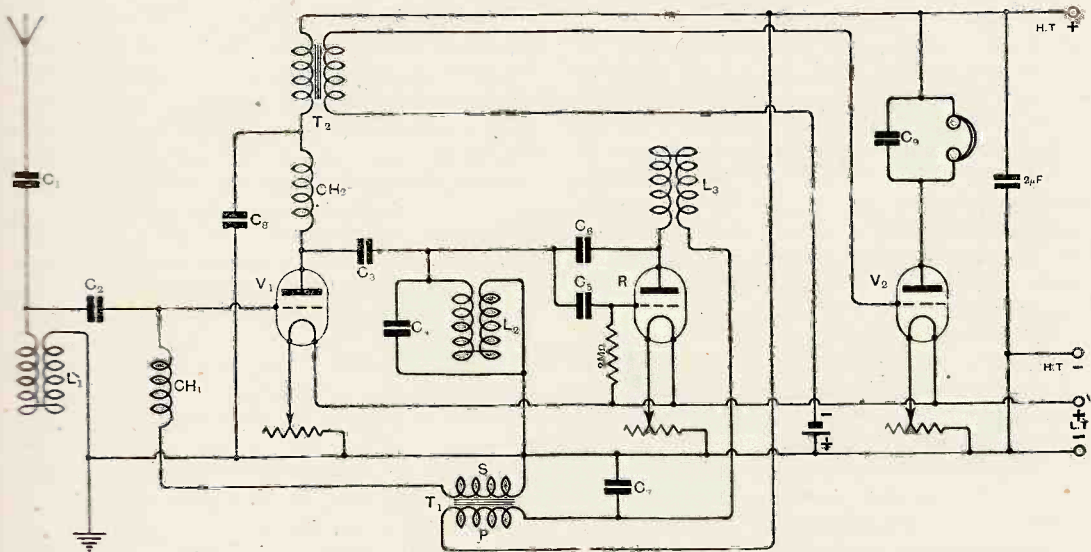 H.T
+
T₂
L₃
C₉
2µF
C₁
CH₂
C₈
C₆
C₃
V₁
C₅
R
V₂
C₂
C₄
L₂
2MΩ
L₁
CH₁
H.T
-
+
L.T
-
-
+
S
T₁
C₇
P